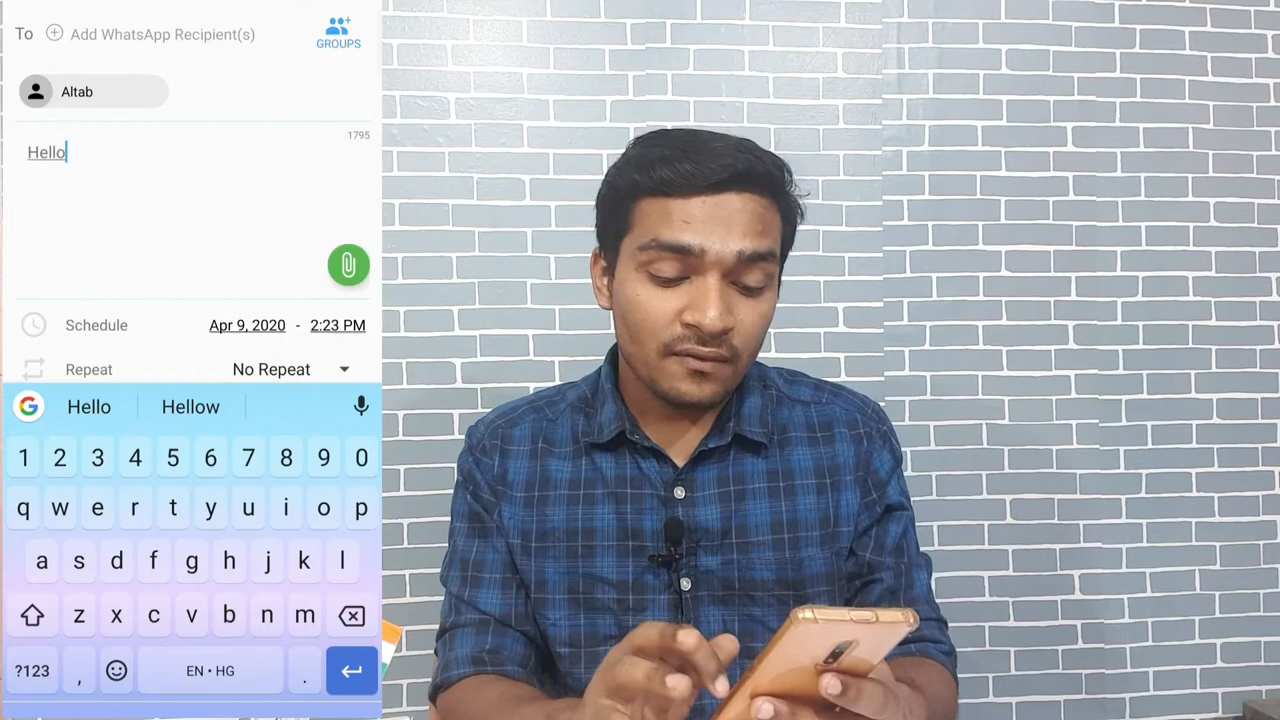 To Add WhatsApp Recipient(s)
GROUPS
Altab
1795
Hello
Schedule Apr 9, 2020 - 2:23 PM
Repeat No Repeat
G Hello Hellow
1 2 3 4 5 6 7 8 9 0
q w e r t y u i o p
a s d f g h j k l
z x c v b n m
?123 , EN • HG .